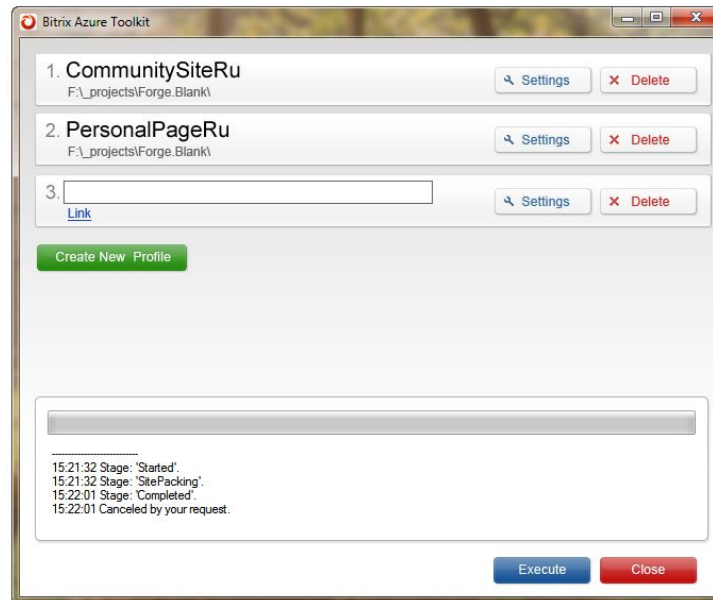 Bitrix Azure Toolkit
1. CommunitySiteRu
F:\_projects\Forge.Blank\
Settings
Delete
2. PersonalPageRu
F:\_projects\Forge.Blank\
Settings
Delete
3.
Link
Settings
Delete
Create New Profile
--------------------------
15:21:32 Stage: 'Started'.
15:21:32 Stage: 'SitePacking'.
15:22:01 Stage: 'Completed'.
15:22:01 Canceled by your request.
Execute
Close